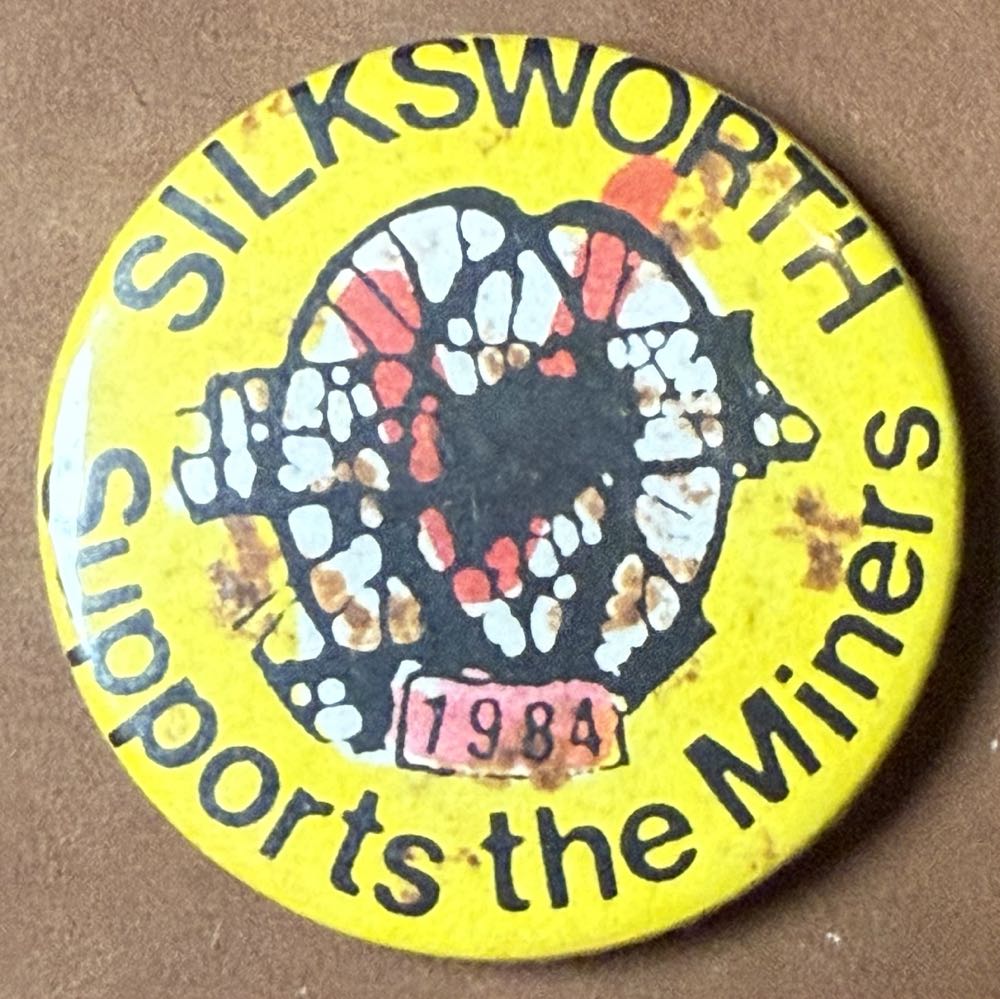 SILKSWORTH
Supports the Miners
1984